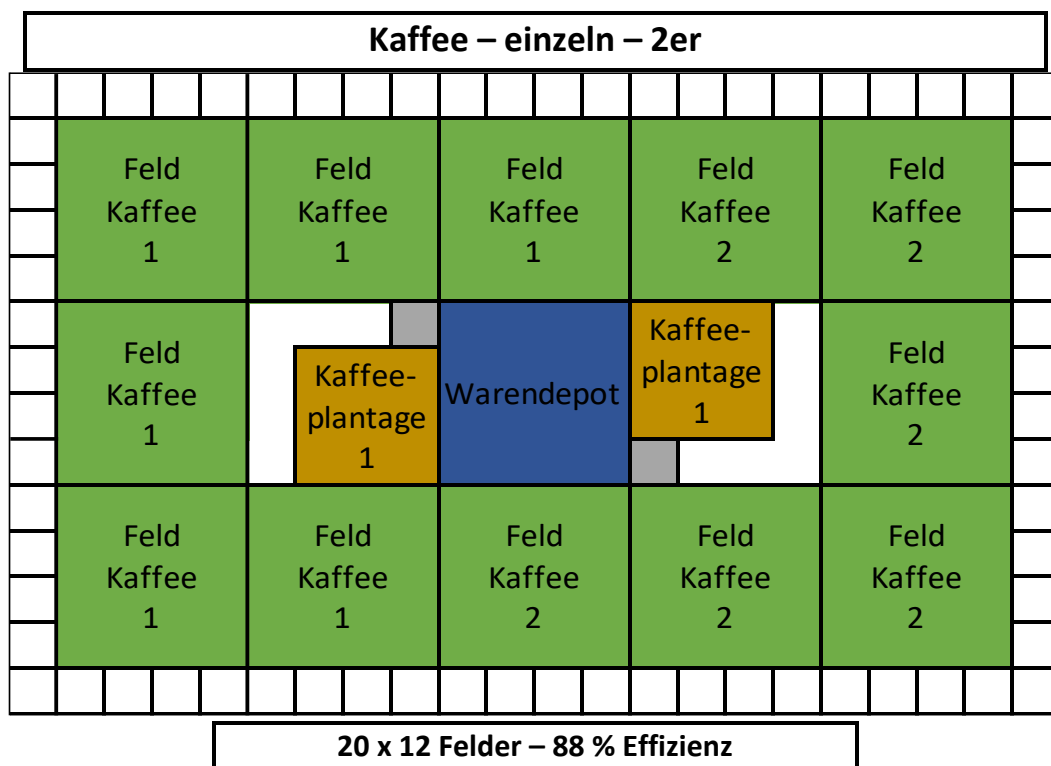 Kaffee – einzeln – 2er
Feld
Kaffee
1
Feld
Kaffee
1
Feld
Kaffee
1
Feld
Kaffee
2
Feld
Kaffee
2
Feld
Kaffee
1
Kaffee-
plantage
1
Warendepot
Kaffee-
plantage
1
Feld
Kaffee
2
Feld
Kaffee
1
Feld
Kaffee
1
Feld
Kaffee
2
Feld
Kaffee
2
Feld
Kaffee
2
20 x 12 Felder – 88 % Effizienz